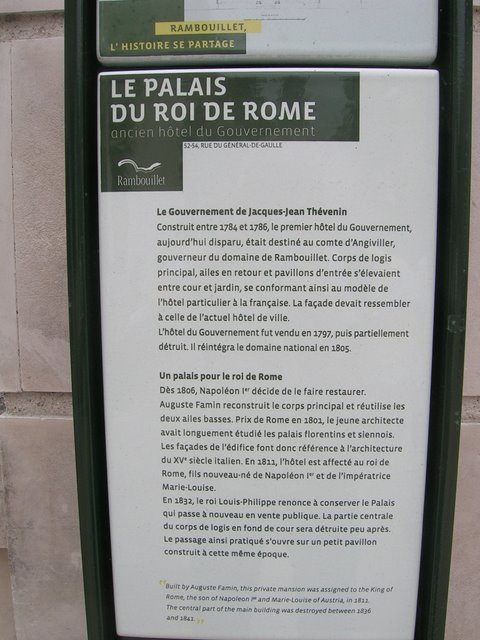 RAMBOUILLET,
L' HISTOIRE SE PARTAGE
LE PALAIS
DU ROI DE ROME
ancien hôtel du Gouvernement
52-54, RUE DU GÉNÉRAL-DE-GAULLE
Rambouillet
Le Gouvernement de Jacques-Jean Thévenin
Construit entre 1784 et 1786, le premier hôtel du Gouvernement,
aujourd'hui disparu, était destiné au comte d'Angiviller,
gouverneur du domaine de Rambouillet. Corps de logis
principal, ailes en retour et pavillons d'entrée s'élevaient
entre cour et jardin, se conformant ainsi au modèle de
l'hôtel particulier à la française. La façade devait ressembler
à celle de l'actuel hôtel de ville.
L'hôtel du Gouvernement fut vendu en 1797, puis partiellement
détruit. Il réintégra le domaine national en 1805.
Un palais pour le roi de Rome
Dès 1806, Napoléon Ier décide de le faire restaurer.
Auguste Famin reconstruit le corps principal et réutilise les
deux ailes basses. Prix de Rome en 1801, le jeune architecte
avait longuement étudié les palais florentins et siennois.
Les façades de l'édifice font donc référence à l'architecture
du XVe siècle italien. En 1811, l'hôtel est affecté au roi de
Rome, fils nouveau-né de Napoléon Ier et de l'impératrice
Marie-Louise.
En 1832, le roi Louis-Philippe renonce à conserver le Palais
qui passe à nouveau en vente publique. La partie centrale
du corps de logis en fond de cour sera détruite peu après.
Le passage ainsi pratiqué s'ouvre sur un petit pavillon
construit à cette même époque.
"Built by Auguste Famin, this private mansion was assigned to the King of
Rome, the son of Napoleon Ier and Marie-Louise of Austria, in 1811.
The central part of the main building was destroyed between 1836
and 1841."